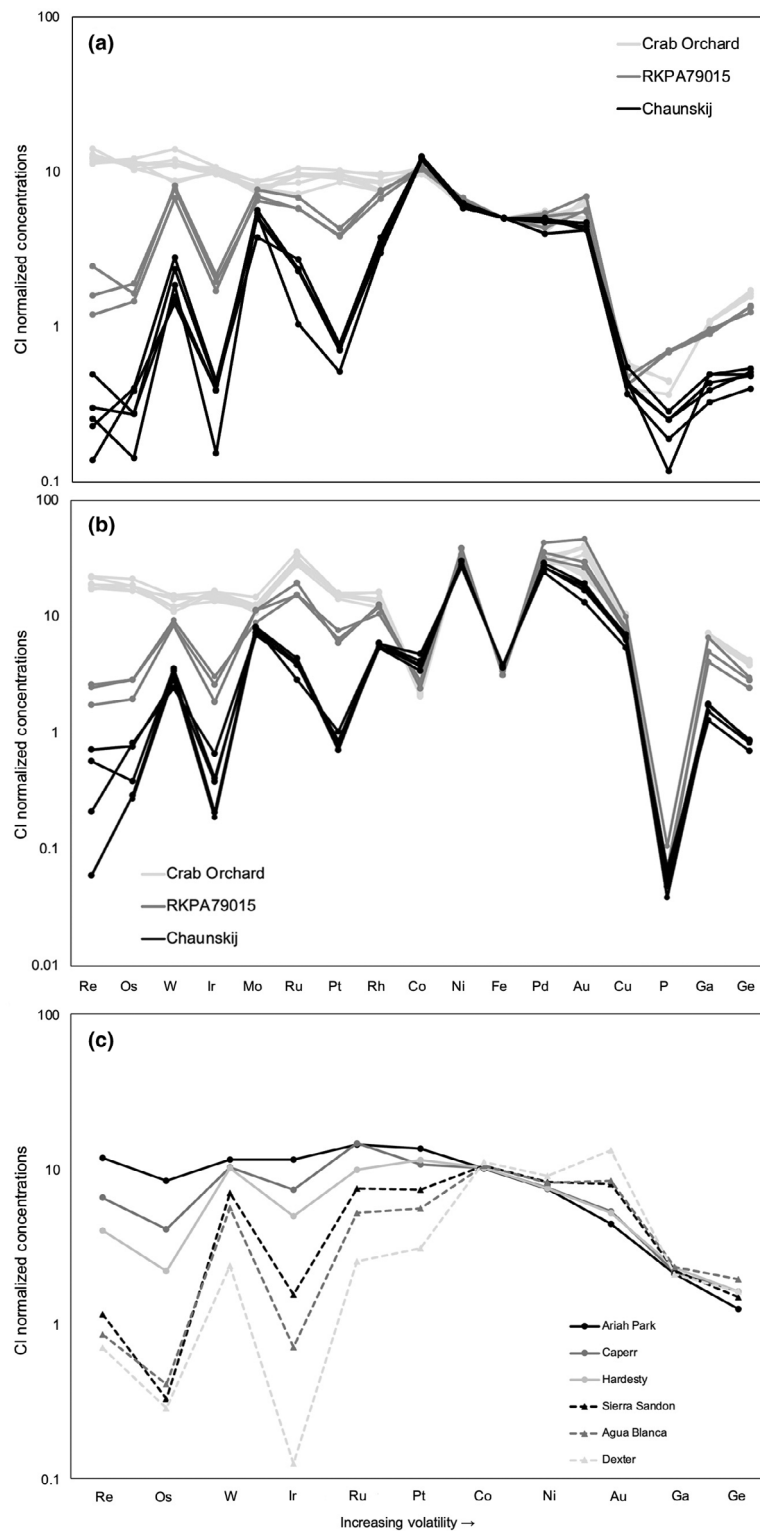 100
(a)
Crab Orchard
RKPA79015
Chaunskij
10
CI normalized concentrations
1
0.1
100
(b)
10
CI normalized concentrations
1
0.1
Crab Orchard
RKPA79015
Chaunskij
0.01
Re Os W Ir Mo Ru Pt Rh Co Ni Fe Pd Au Cu P Ga Ge
100
(c)
10
CI normalized concentrations
1
Ariah Park
Caperr
Hardesty
Sierra Sandon
Agua Blanca
Dexter
0.1
Re Os W Ir Ru Pt Co Ni Au Ga Ge
Increasing volatility →